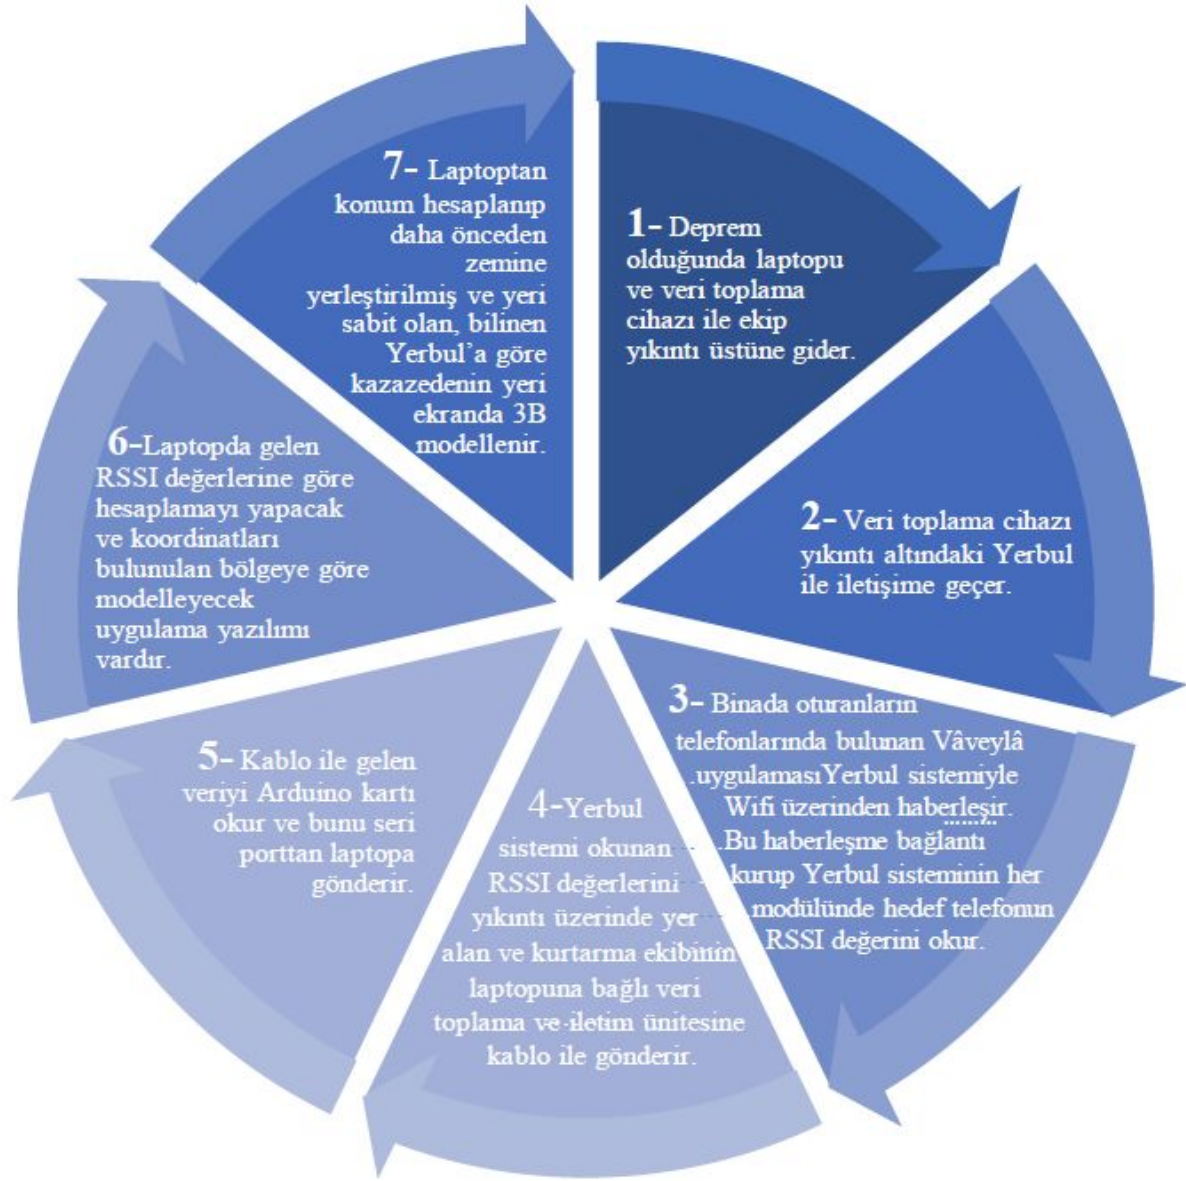 1- Deprem
olduğunda laptopu
ve veri toplama
cihazı ile ekip
yıkıntı üstüne gider.
2- Veri toplama cihazı
yıkıntı altındaki Yerbul
ile iletişime geçer.
3- Binada oturanların
telefonlarında bulunan Vâveylâ
.uygulamasıYerbul sistemiyle
Wifi üzerinden haberleşir.
.Bu haberleşme bağlantı
kurup Yerbul sisteminin her
modülünde hedef telefonun
RSSI değerini okur.
4-Yerbul
sistemi okunan
RSSI değerlerini
yıkıntı üzerinde yer
alan ve kurtarma ekibinin
laptopuna bağlı veri
toplama ve iletim ünitesine
kablo ile gönderir.
5- Kablo ile gelen
veriyi Arduino kartı
okur ve bunu seri
porttan laptopa
gönderir.
6-Laptopda gelen
RSSI değerlerine göre
hesaplamayı yapacak
ve koordinatları
bulunulan bölgeye göre
modelleyecek
uygulama yazılımı
vardır.
7- Laptoptan
konum hesaplanıp
daha önceden
zemine
yerleştirilmiş ve yeri
sabit olan, bilinen
Yerbul’a göre
kazazedenin yeri
ekranda 3B
modellenir.